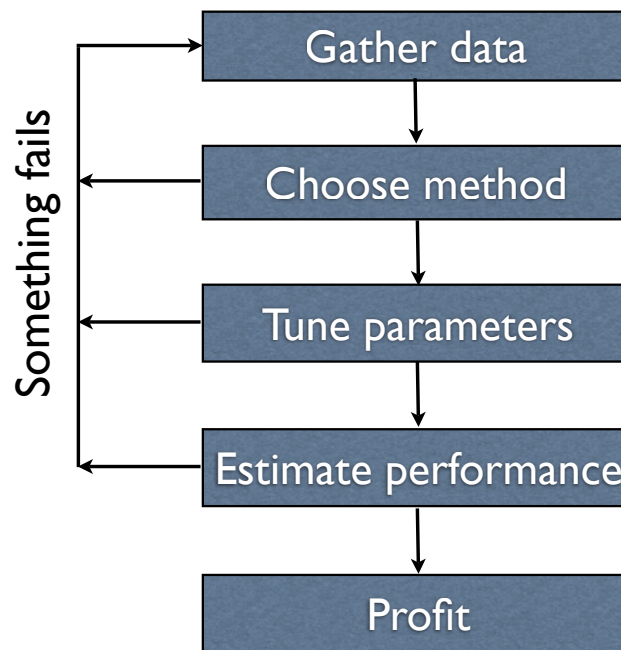 Gather data
Something fails
Choose method
Tune parameters
Estimate performance
Profit